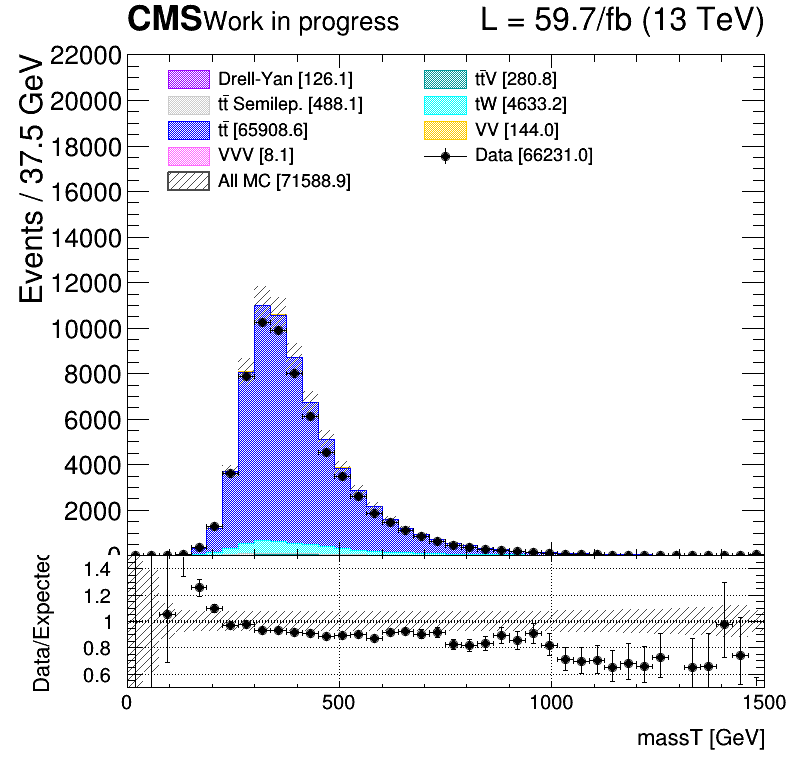 CMS Work in progress L = 59.7/fb (13 TeV)
Events / 37.5 GeV
22000
20000
18000
16000
14000
12000
10000
8000
6000
4000
2000
0
Drell-Yan [126.1]
tt̄ Semilep. [488.1]
tt̄ [65908.6]
VVV [8.1]
All MC [71588.9]
tt̄V [280.8]
tW [4633.2]
VV [144.0]
Data [66231.0]
Data/Expected
1.4
1.2
1
0.8
0.6
0 500 1000 1500
massT [GeV]